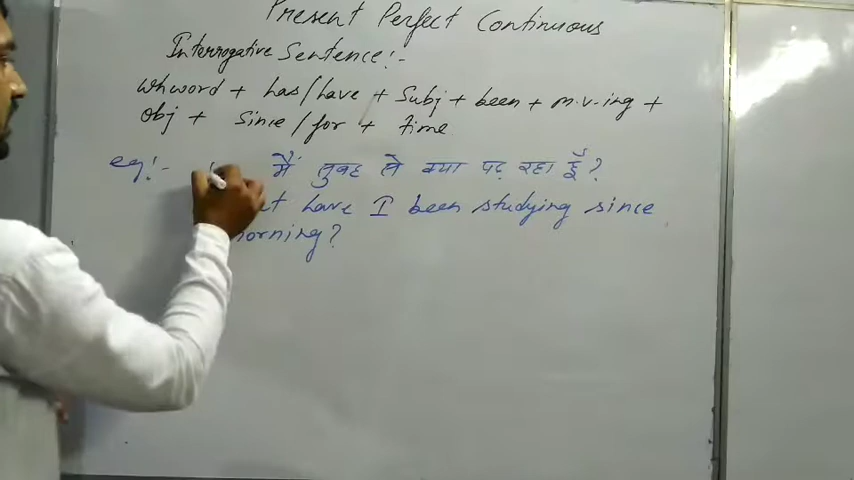 Present Perfect Continuous
Interrogative Sentence:-
whword + has/have + Subj + been + m.v-ing +
obj + since/for + time
eg:- मैं सुबह से क्या पढ़ रहा हूँ?
have I been studying since
morning?